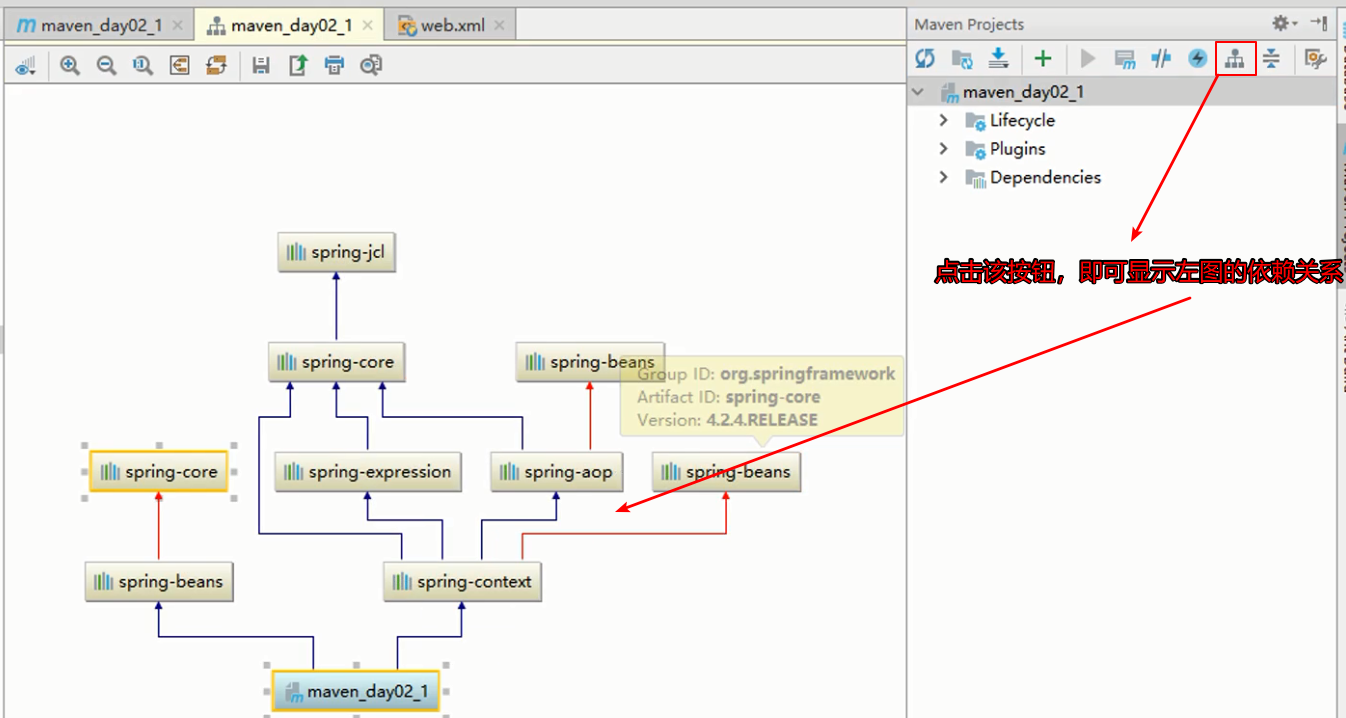 maven_day02_1
maven_day02_1
web.xml
Maven Projects
maven_day02_1
Lifecycle
Plugins
Dependencies
点击该按钮，即可显示左图的依赖关系
spring-jcl
spring-core
spring-beans
Group ID: org.springframework
Artifact ID: spring-core
Version: 4.2.4.RELEASE
spring-core
spring-expression
spring-aop
spring-beans
spring-beans
spring-context
maven_day02_1